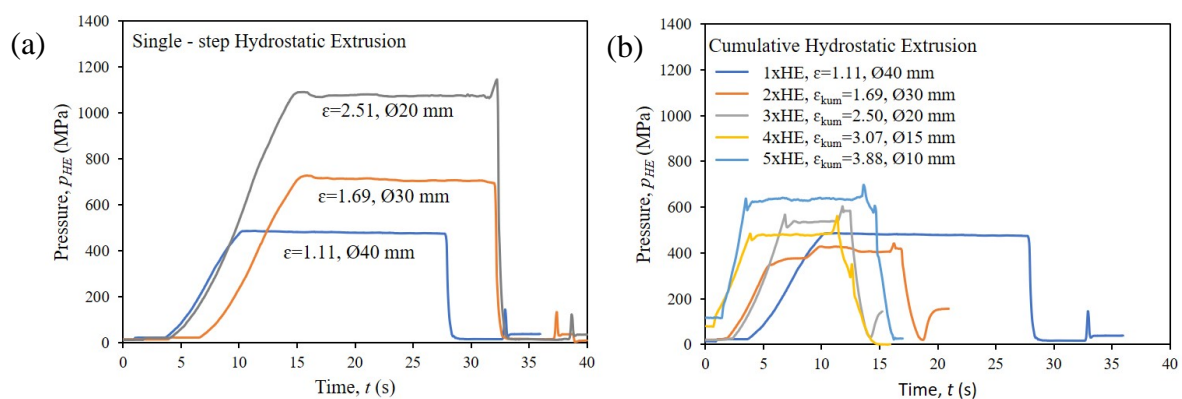 (a)
Single - step Hydrostatic Extrusion
1400
1200
1000
800
600
400
200
0
Pressure, p_HE (MPa)
ε=2.51, Ø20 mm
ε=1.69, Ø30 mm
ε=1.11, Ø40 mm
0 5 10 15 20 25 30 35 40
Time, t (s)
(b)
Cumulative Hydrostatic Extrusion
1xHE, ε=1.11, Ø40 mm
2xHE, ε_kum=1.69, Ø30 mm
3xHE, ε_kum=2.50, Ø20 mm
4xHE, ε_kum=3.07, Ø15 mm
5xHE, ε_kum=3.88, Ø10 mm
1400
1200
1000
800
600
400
200
0
Pressure, p_HE (MPa)
0 5 10 15 20 25 30 35 40
Time, t (s)